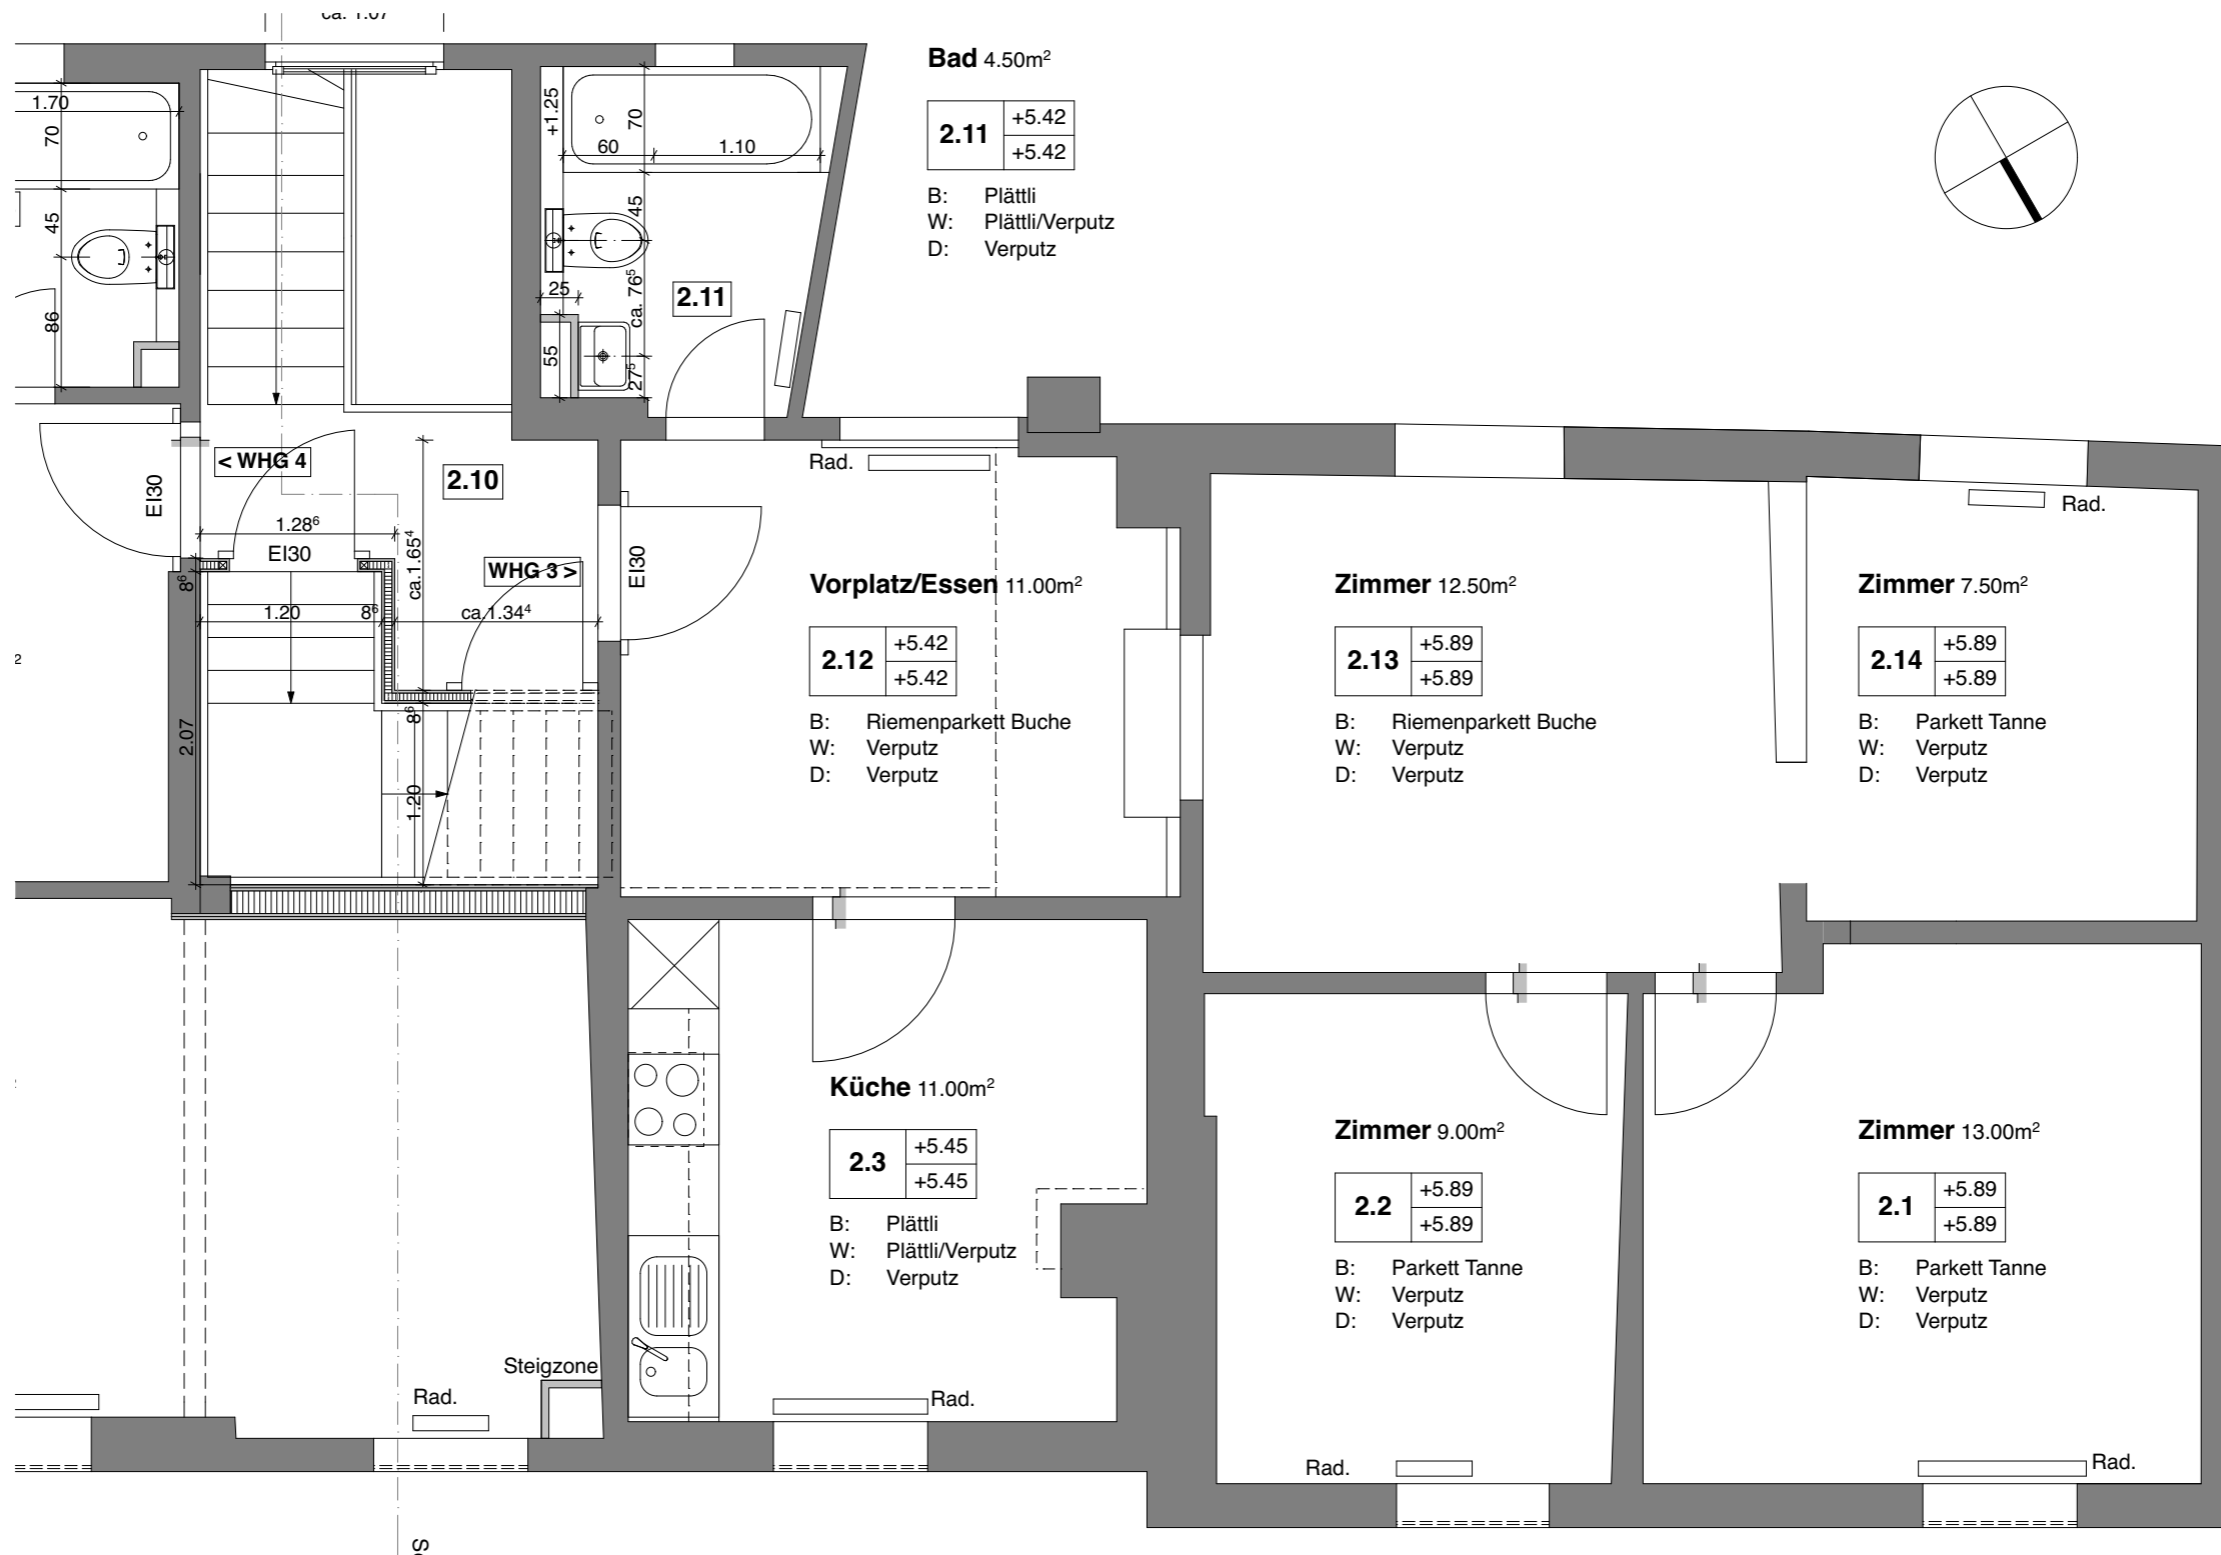 ca. 1.07
Bad 4.50m²
2.11
+5.42
+5.42
B: Plättli
W: Plättli/Verputz
D: Verputz
1.70
70
45
86
+1.25
70
60
1.10
45
25
ca. 76⁵
55
27⁵
2.11
< WHG 4
2.10
EI30
1.28⁶
EI30
ca.1.65⁴
WHG 3 >
EI30
8⁶
1.20
8⁶
ca.1.34⁴
2.07
8⁶
1.20
2
Rad.
Rad.
Vorplatz/Essen 11.00m²
2.12
+5.42
+5.42
B: Riemenparkett Buche
W: Verputz
D: Verputz
Zimmer 12.50m²
2.13
+5.89
+5.89
B: Riemenparkett Buche
W: Verputz
D: Verputz
Zimmer 7.50m²
2.14
+5.89
+5.89
B: Parkett Tanne
W: Verputz
D: Verputz
Küche 11.00m²
2.3
+5.45
+5.45
B: Plättli
W: Plättli/Verputz
D: Verputz
Zimmer 9.00m²
2.2
+5.89
+5.89
B: Parkett Tanne
W: Verputz
D: Verputz
Zimmer 13.00m²
2.1
+5.89
+5.89
B: Parkett Tanne
W: Verputz
D: Verputz
Steigzone
Rad.
Rad.
Rad.
Rad.